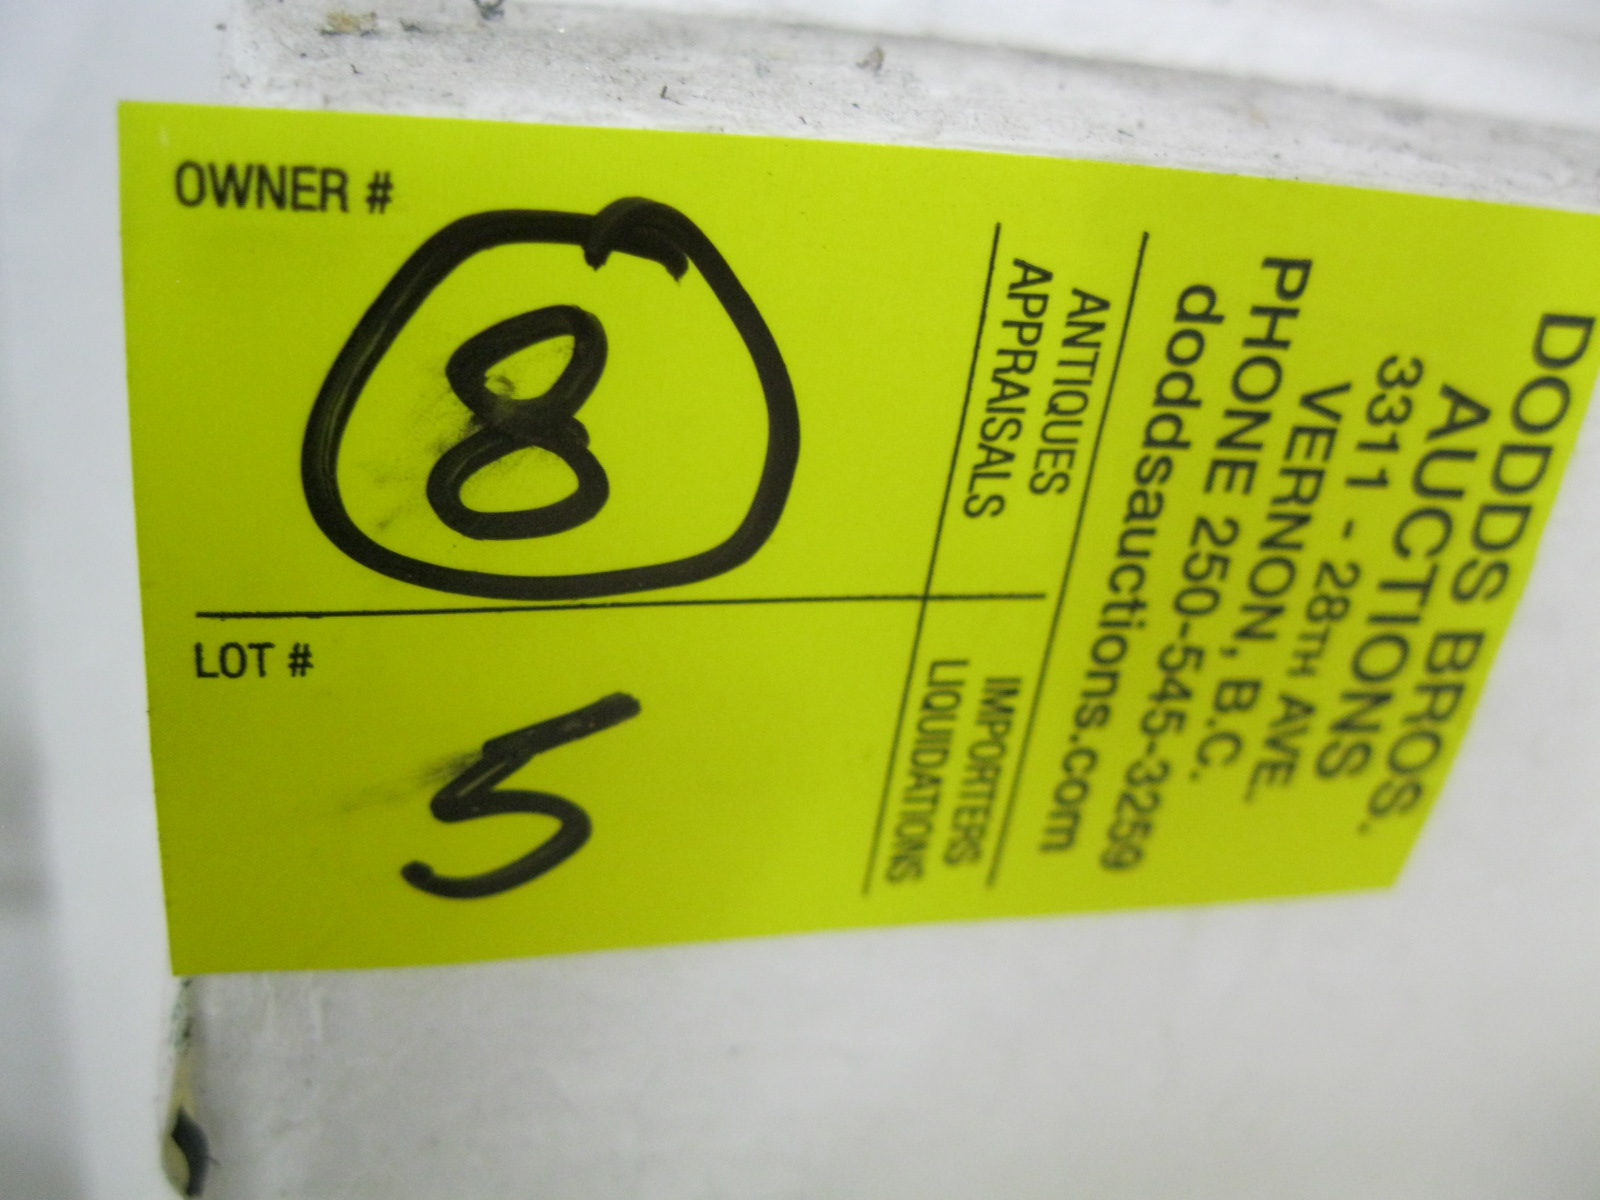 DODDS BROS.
AUCTIONS
3311 - 28TH AVE.
VERNON, B.C.
PHONE 250-545-3259
doddsauctions.com
ANTIQUES
APPRAISALS
IMPORTERS
LIQUIDATIONS
OWNER #
8
LOT #
5